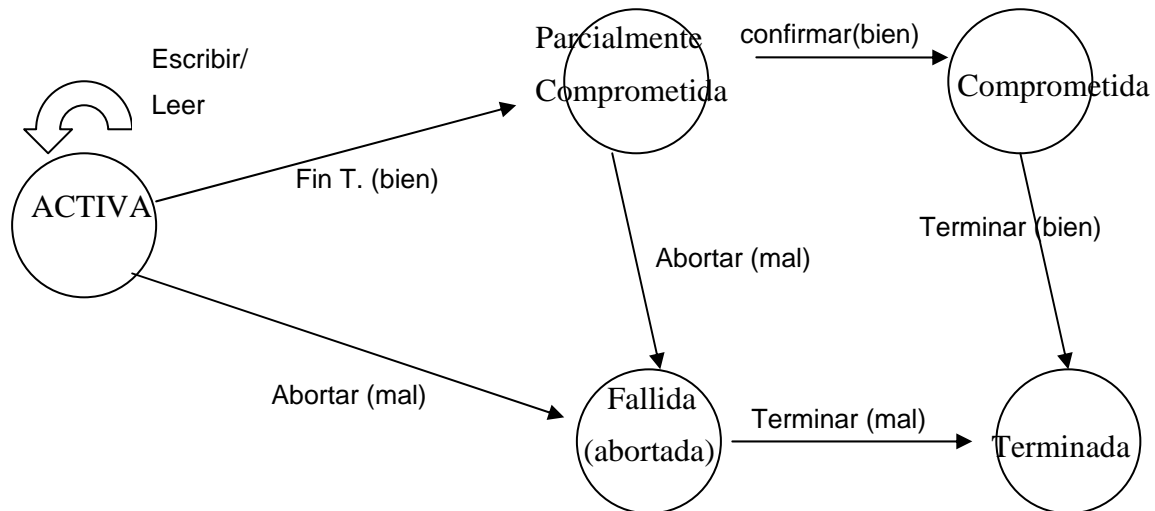 Escribir/
Leer
ACTIVA
Fin T. (bien)
Parcialmente
Comprometida
confirmar(bien)
Comprometida
Abortar (mal)
Terminar (bien)
Abortar (mal)
Fallida
(abortada)
Terminar (mal)
Terminada